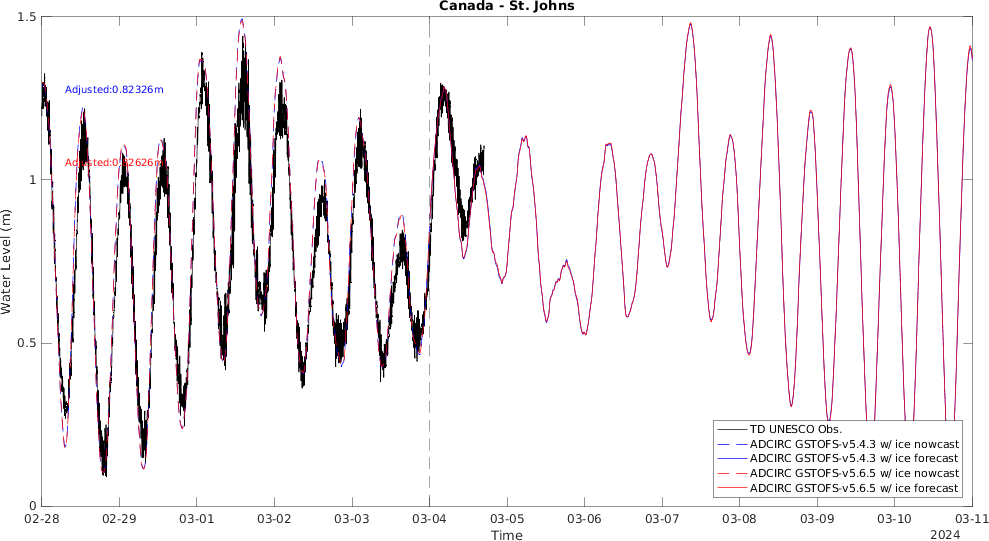 Canada - St. Johns
Water Level (m)
1.5
1
0.5
0
Adjusted:0.82326m
Adjusted:0.82626m
TD UNESCO Obs.
ADCIRC GSTOFS-v5.4.3 w/ ice nowcast
ADCIRC GSTOFS-v5.4.3 w/ ice forecast
ADCIRC GSTOFS-v5.6.5 w/ ice nowcast
ADCIRC GSTOFS-v5.6.5 w/ ice forecast
02-28 02-29 03-01 03-02 03-03 03-04 03-05 03-06 03-07 03-08 03-09 03-10 03-11
Time
2024